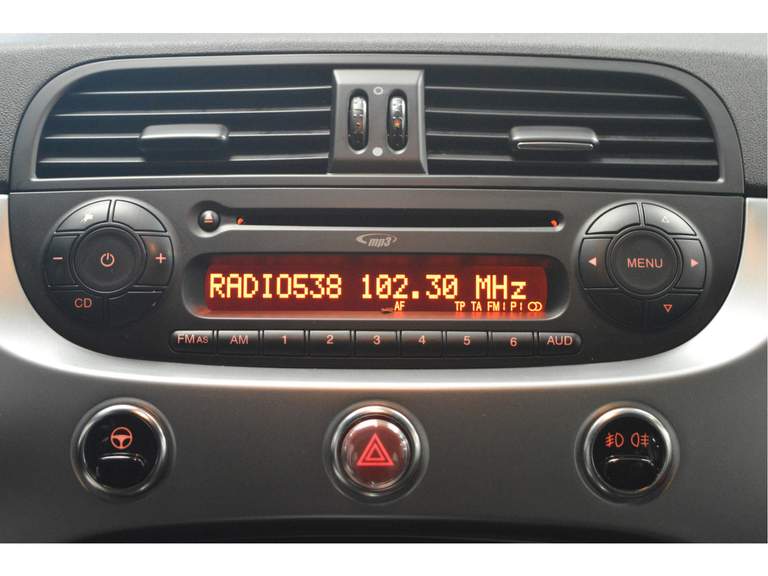 mp3
CD
MENU
RADIO538 102.30 MHz
AF TP TA FM1 P1
FM AS AM 1 2 3 4 5 6 AUD